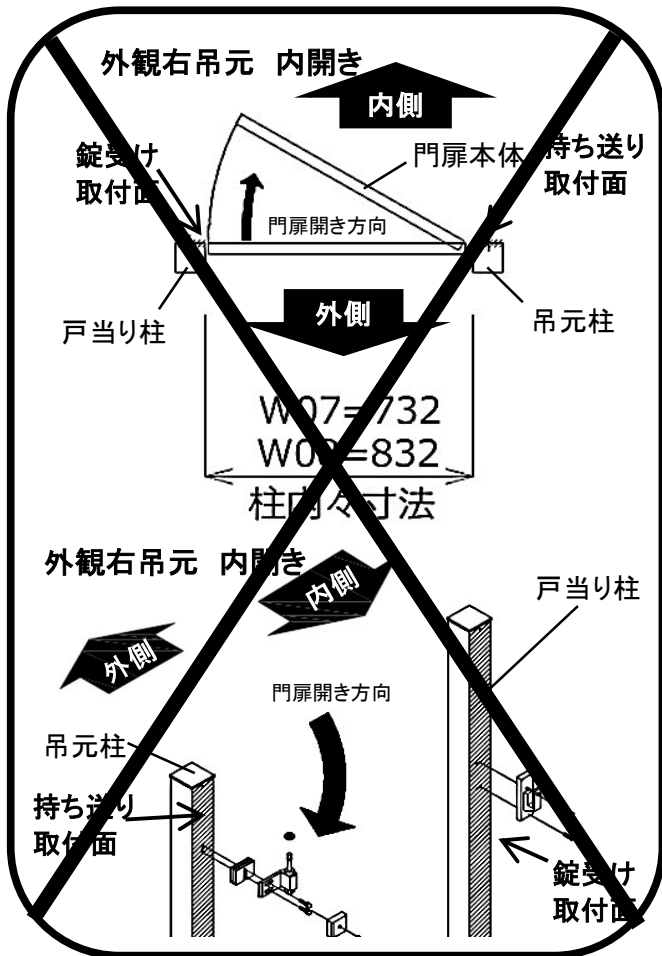 外観右吊元 内開き
内側
錠受け
取付面
門扉本体
持ち送り
取付面
門扉開き方向
戸当り柱
外側
吊元柱
W07=732
W08=832
柱内々寸法
外観右吊元 内開き
内側
戸当り柱
外側
門扉開き方向
吊元柱
持ち送り
取付面
錠受け
取付面